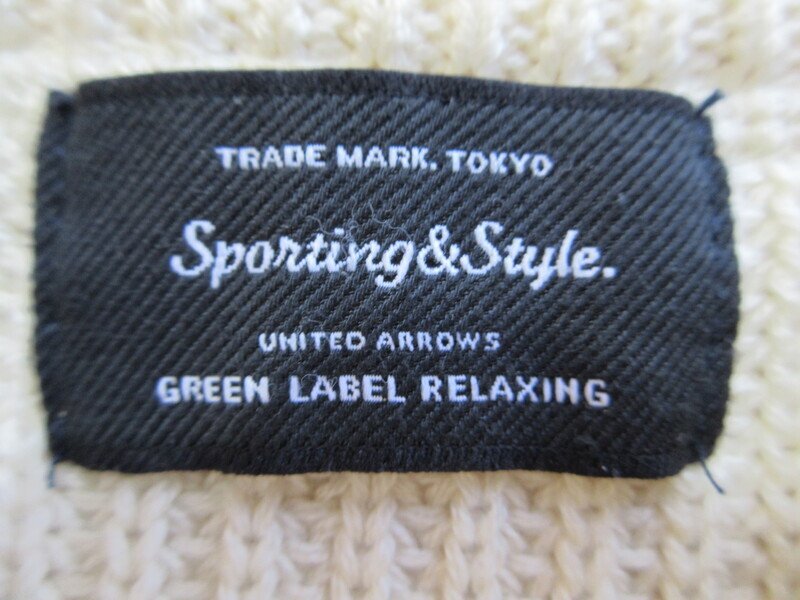 TRADE MARK. TOKYO
Sporting&Style.
UNITED ARROWS
GREEN LABEL RELAXING